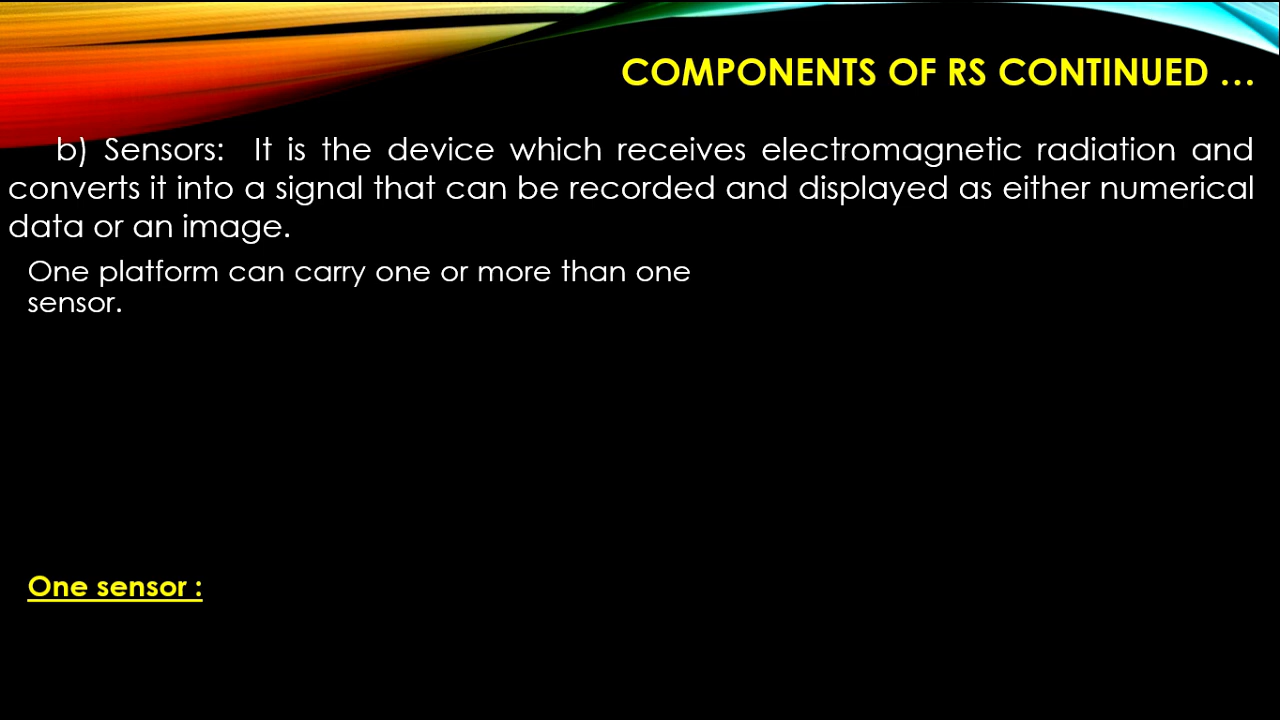 COMPONENTS OF RS CONTINUED …
b) Sensors: It is the device which receives electromagnetic radiation and
converts it into a signal that can be recorded and displayed as either numerical
data or an image.
One platform can carry one or more than one
sensor.
One sensor :